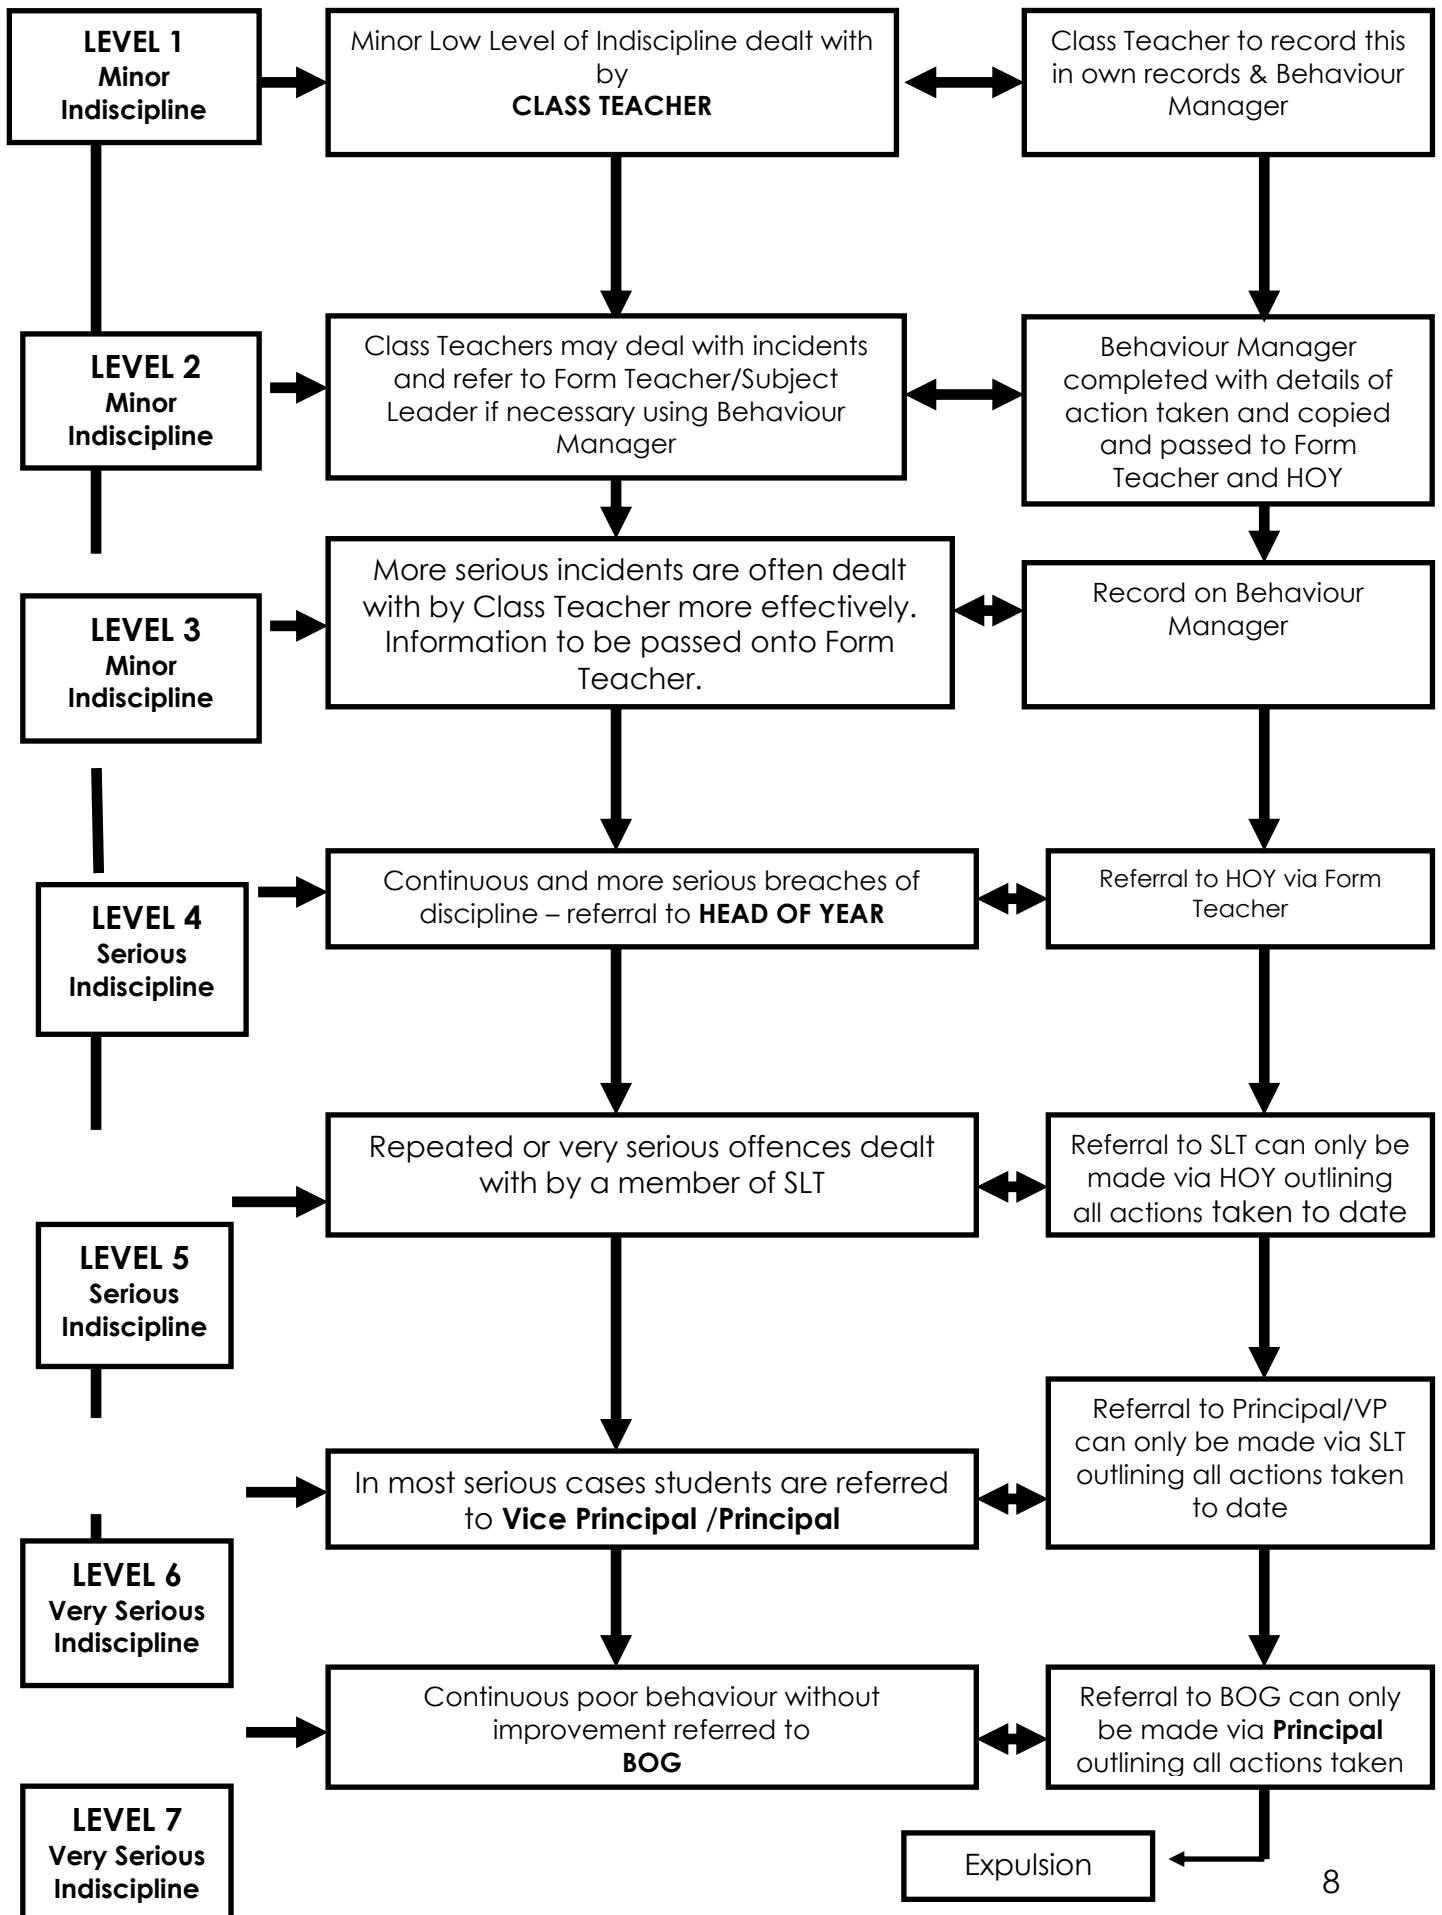 LEVEL 1
Minor
Indiscipline
Minor Low Level of Indiscipline dealt with
by
CLASS TEACHER
Class Teacher to record this
in own records & Behaviour
Manager
LEVEL 2
Minor
Indiscipline
Class Teachers may deal with incidents
and refer to Form Teacher/Subject
Leader if necessary using Behaviour
Manager
Behaviour Manager
completed with details of
action taken and copied
and passed to Form
Teacher and HOY
LEVEL 3
Minor
Indiscipline
More serious incidents are often dealt
with by Class Teacher more effectively.
Information to be passed onto Form
Teacher.
Record on Behaviour
Manager
LEVEL 4
Serious
Indiscipline
Continuous and more serious breaches of
discipline – referral to HEAD OF YEAR
Referral to HOY via Form
Teacher
LEVEL 5
Serious
Indiscipline
Repeated or very serious offences dealt
with by a member of SLT
Referral to SLT can only be
made via HOY outlining
all actions taken to date
LEVEL 6
Very Serious
Indiscipline
In most serious cases students are referred
to Vice Principal /Principal
Referral to Principal/VP
can only be made via SLT
outlining all actions taken
to date
LEVEL 7
Very Serious
Indiscipline
Continuous poor behaviour without
improvement referred to
BOG
Referral to BOG can only
be made via Principal
outlining all actions taken
Expulsion
8